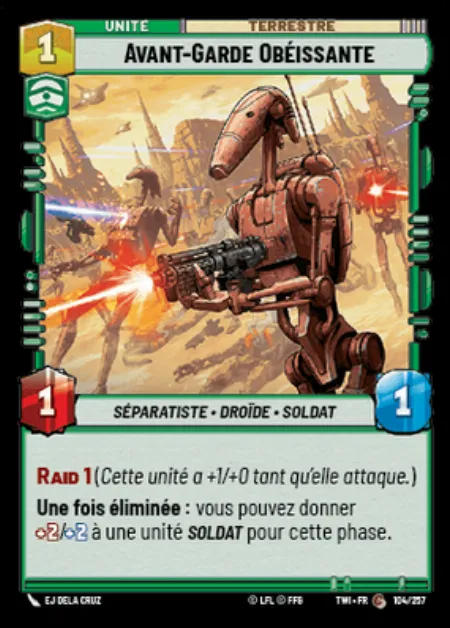 UNITÉ
TERRESTRE
1
AVANT-GARDE OBÉISSANTE
1
1
SÉPARATISTE • DROÏDE • SOLDAT
RAID 1 (Cette unité a +1/+0 tant qu'elle attaque.)
Une fois éliminée : vous pouvez donner
+2/+2 à une unité SOLDAT pour cette phase.
EJ DELA CRUZ
© LFL © FFG
TWI • FR
104/257